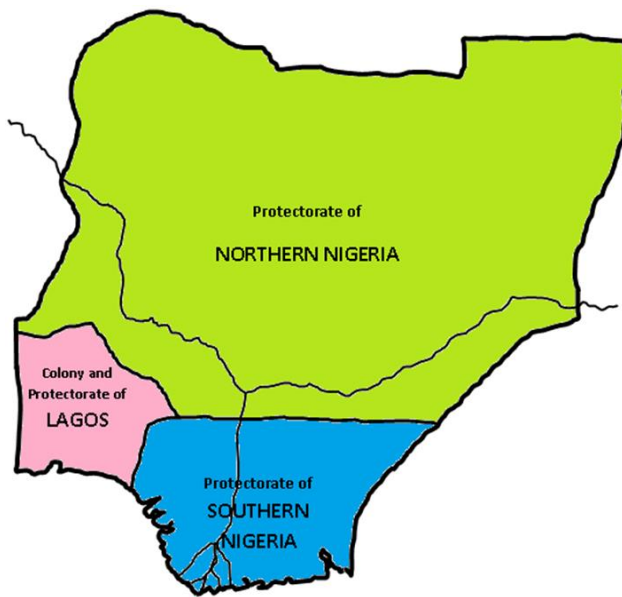 Protectorate of
NORTHERN NIGERIA
Colony and
Protectorate of
LAGOS
Protectorate of
SOUTHERN
NIGERIA